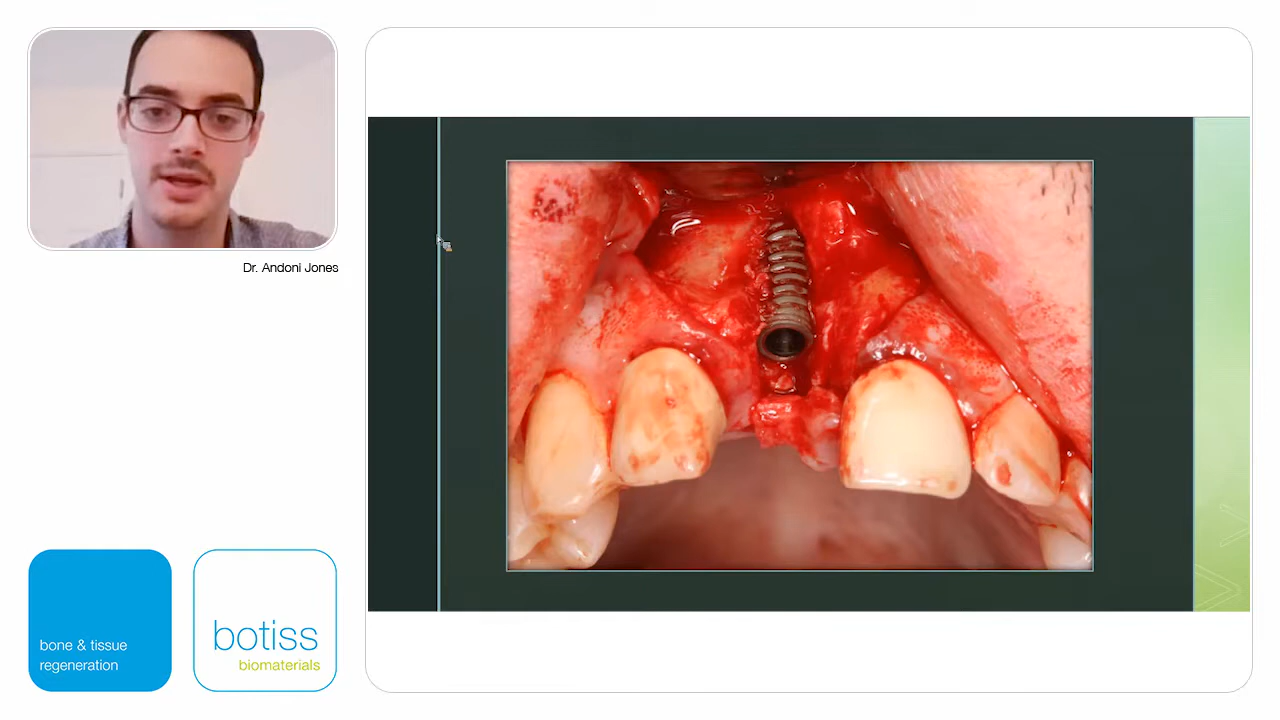 Dr. Andoni Jones
bone & tissue
regeneration
botiss
biomaterials